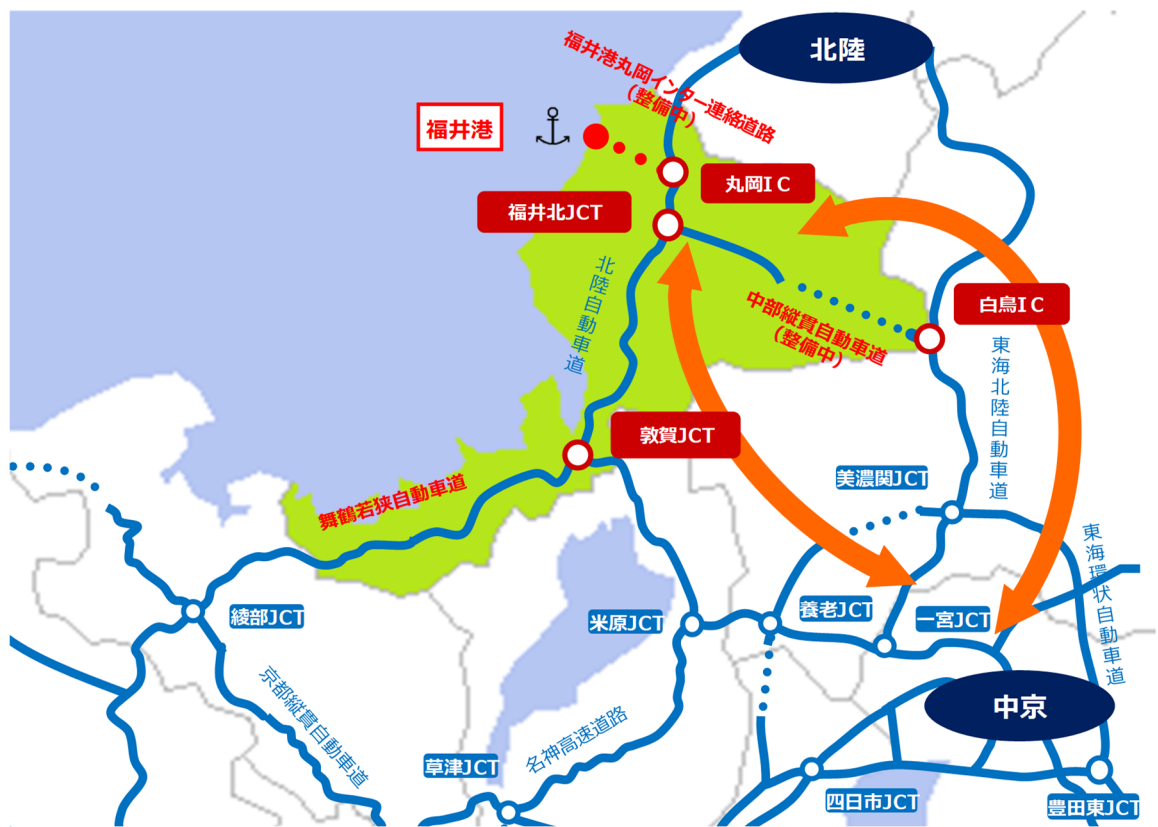 北陸
福井港丸岡インター連絡道路
（整備中）
福井港
丸岡ＩＣ
福井北JCT
北陸自動車道
中部縦貫自動車道
（整備中）
白鳥ＩＣ
東海北陸自動車道
敦賀JCT
美濃関JCT
舞鶴若狭自動車道
東海環状自動車道
綾部JCT
米原JCT
養老JCT
一宮JCT
京都縦貫自動車道
名神高速道路
中京
草津JCT
四日市JCT
豊田東JCT